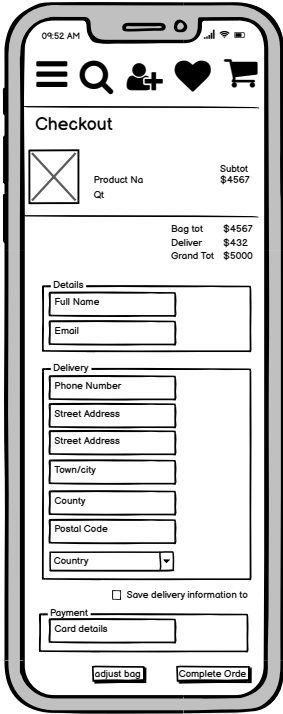 09:52 AM
Checkout
Subtot
Product Na $4567
Qt
Bag tot $4567
Deliver $432
Grand Tot $5000
Details
Full Name
Email
Delivery
Phone Number
Street Address
Street Address
Town/city
County
Postal Code
Country
Save delivery information to
Payment
Card details
adjust bag Complete Orde